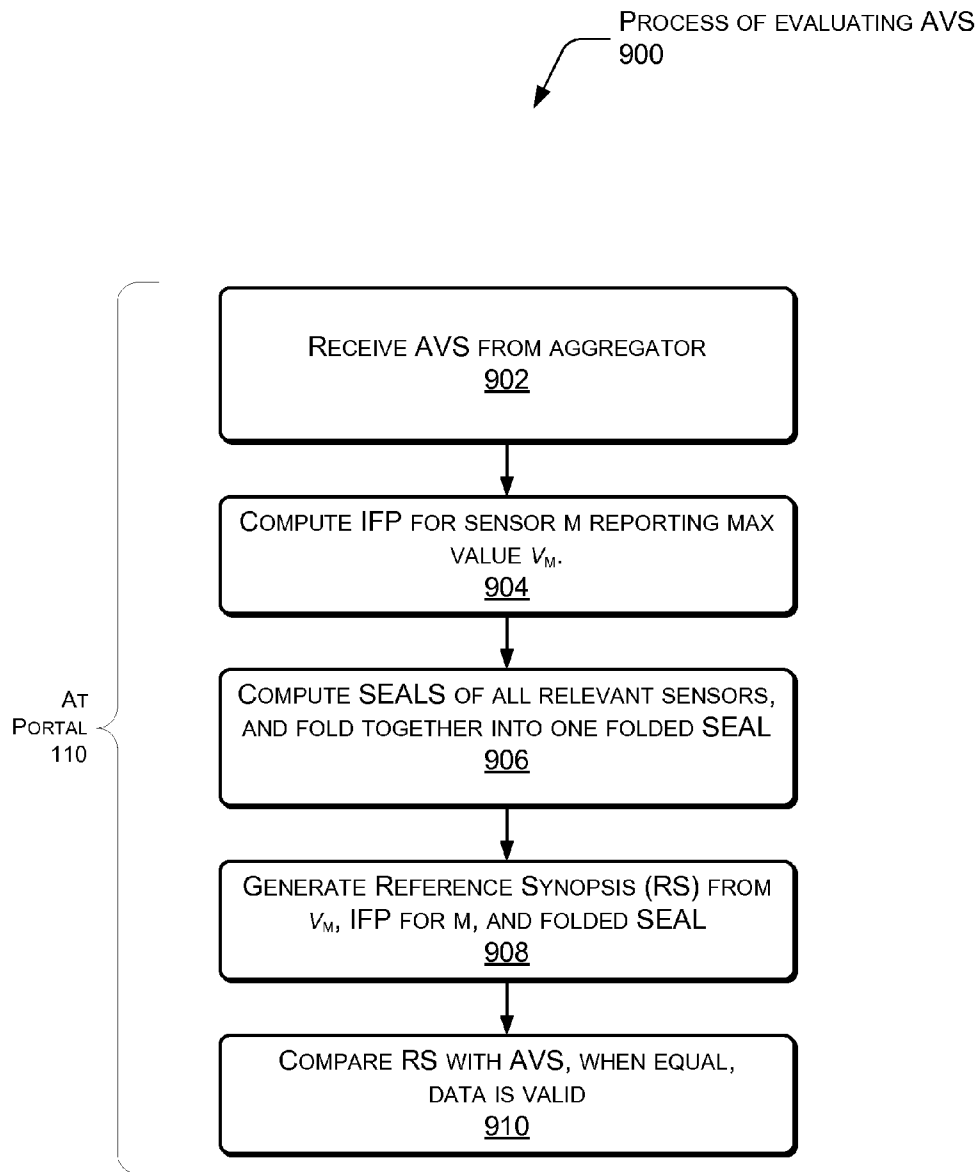 PROCESS OF EVALUATING AVS
900
RECEIVE AVS FROM AGGREGATOR
902
COMPUTE IFP FOR SENSOR M REPORTING MAX
VALUE VM.
904
COMPUTE SEALS OF ALL RELEVANT SENSORS,
AND FOLD TOGETHER INTO ONE FOLDED SEAL
906
AT
PORTAL
110
GENERATE REFERENCE SYNOPSIS (RS) FROM
VM, IFP FOR M, AND FOLDED SEAL
908
COMPARE RS WITH AVS, WHEN EQUAL,
DATA IS VALID
910